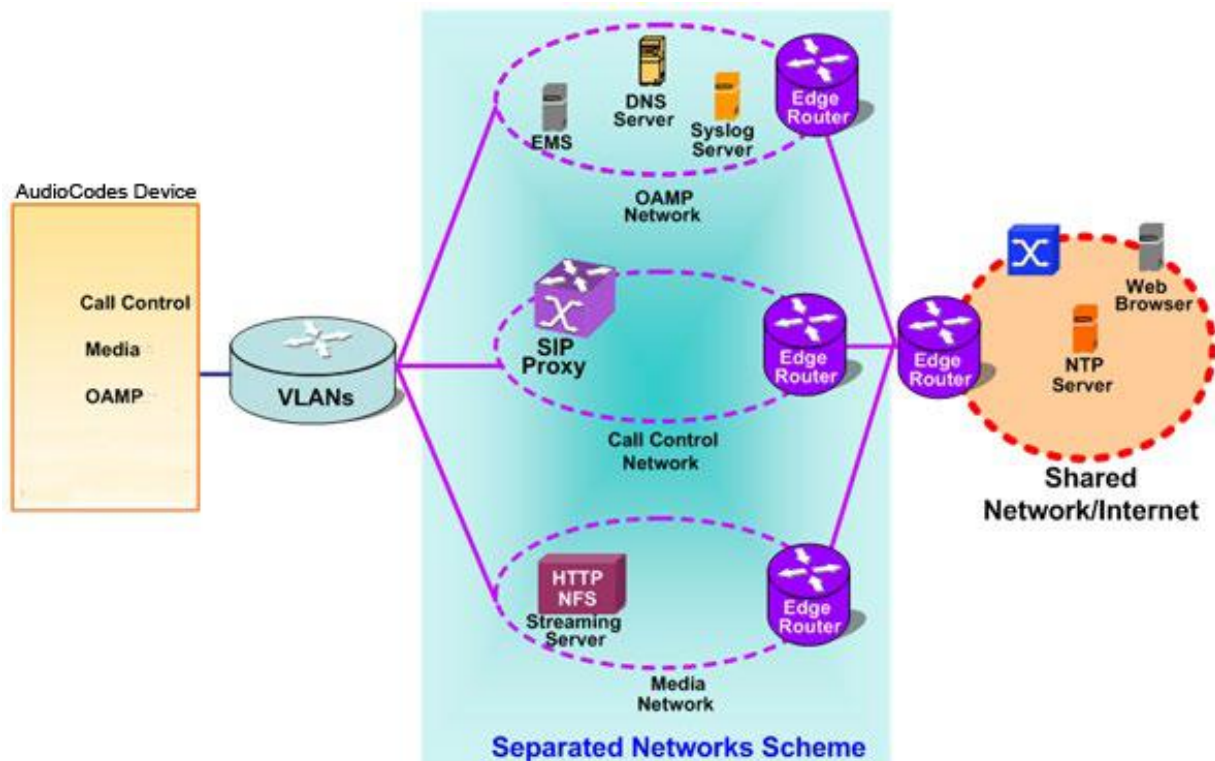 AudioCodes Device
Call Control
Media
OAMP
VLANs
EMS
DNS
Server
Syslog
Server
Edge
Router
OAMP
Network
SIP
Proxy
Edge
Router
Call Control
Network
HTTP
NFS
Streaming
Server
Edge
Router
Media
Network
Separated Networks Scheme
Edge
Router
Web
Browser
NTP
Server
Shared
Network/Internet